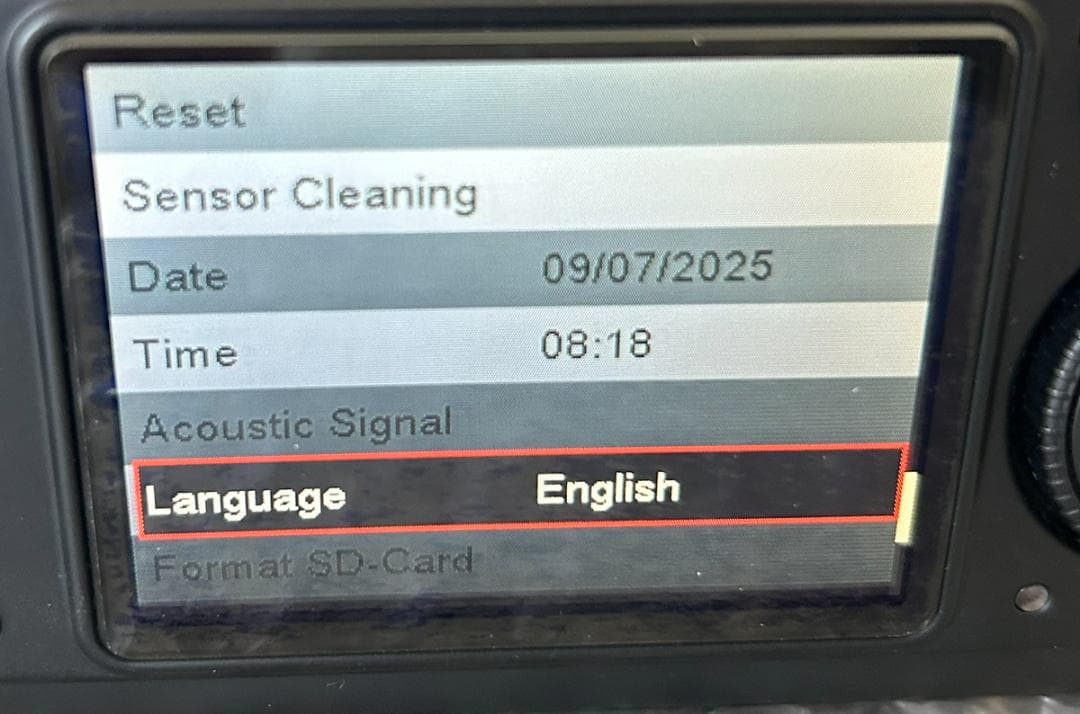 Reset
Sensor Cleaning
Date 09/07/2025
Time 08:18
Acoustic Signal
Language English
Format SD-Card